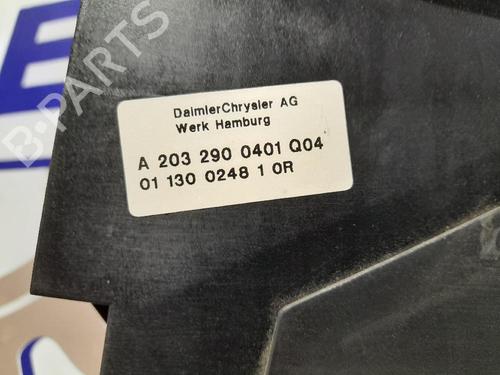 B-PARTS
DaimlerChrysler AG
Werk Hamburg
A 203 290 0401 Q04
01 130 0248 1 0R